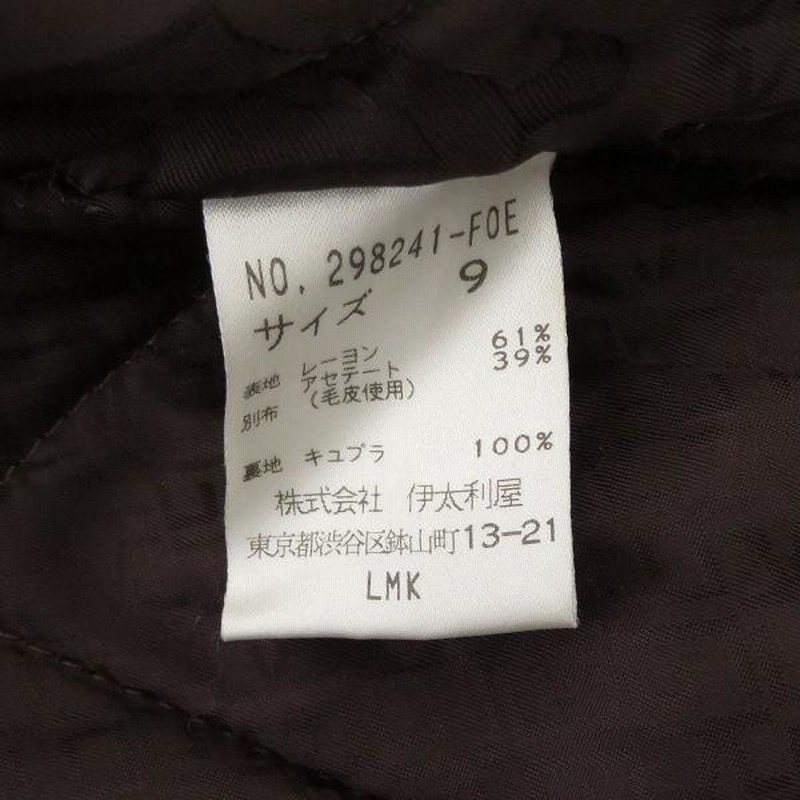 NO. 298241-F0E
サイズ 9
表地 レーヨン 61%
アセテート 39%
別布 (毛皮使用)
裏地 キュプラ 100%
株式会社 伊太利屋
東京都渋谷区鉢山町13-21
LMK